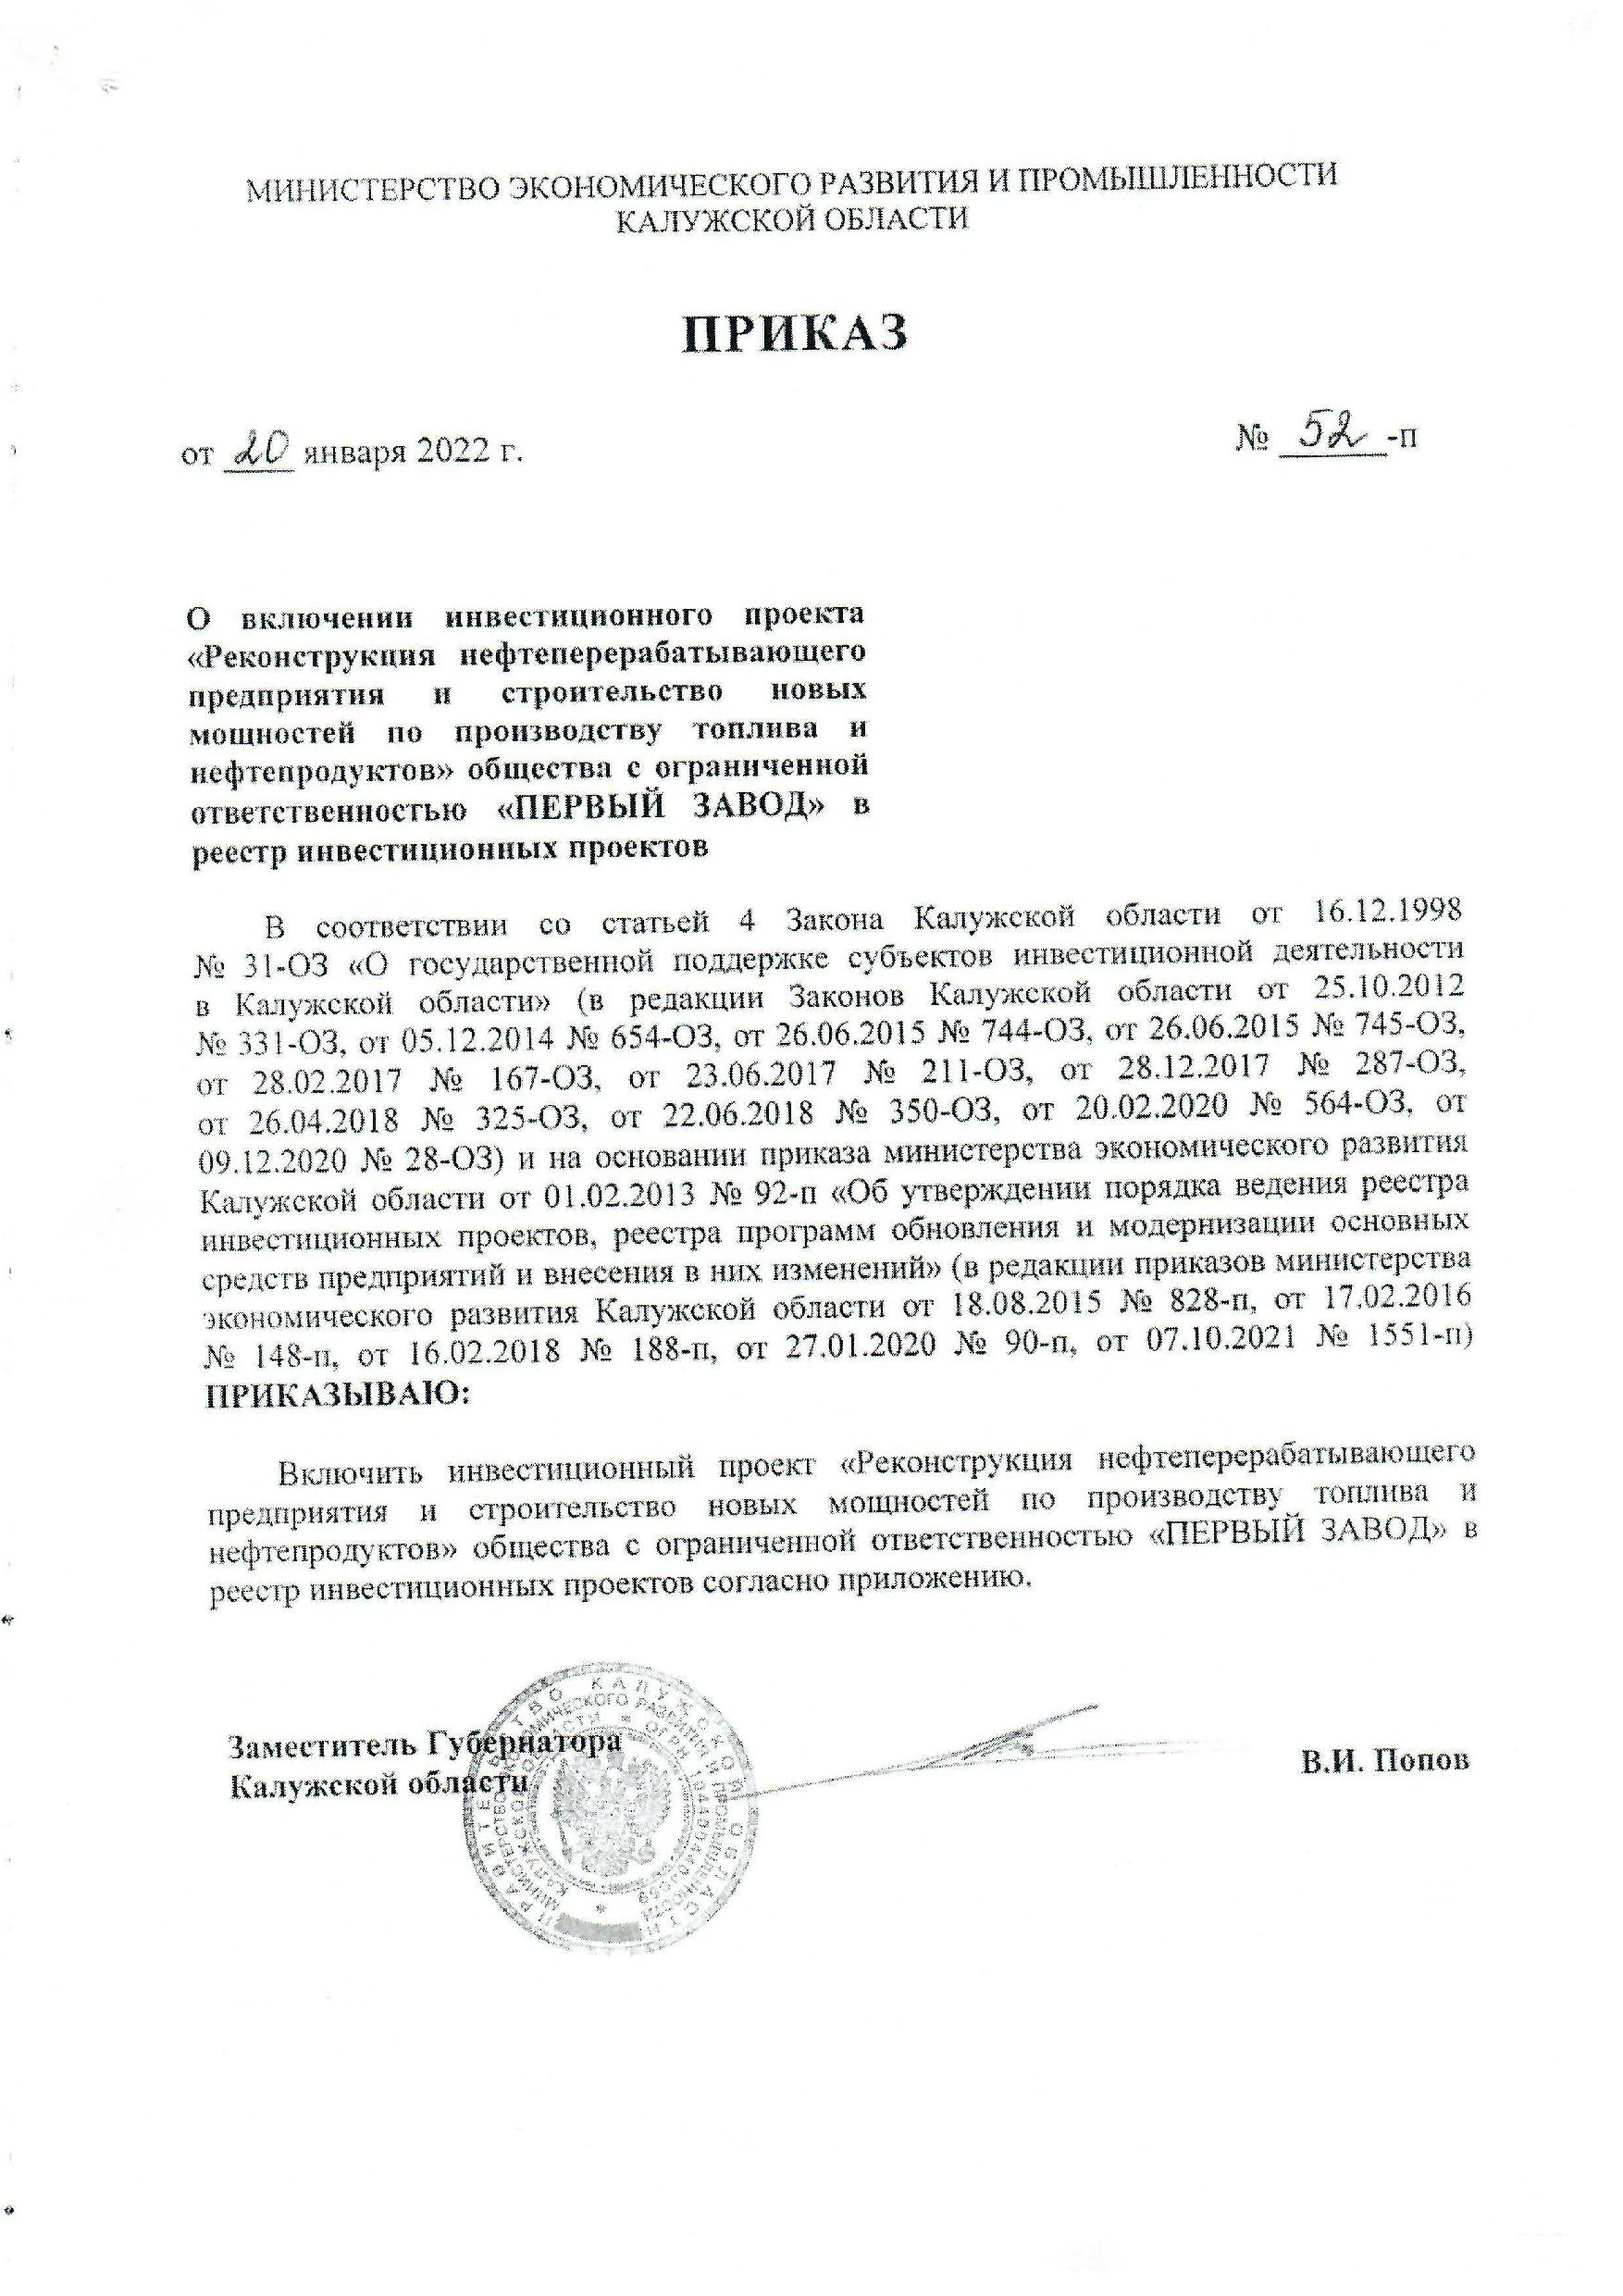 МИНИСТЕРСТВО ЭКОНОМИЧЕСКОГО РАЗВИТИЯ И ПРОМЫШЛЕННОСТИ
КАЛУЖСКОЙ ОБЛАСТИ
ПРИКАЗ
от 20 января 2022 г.
№ 52 -п
О включении инвестиционного проекта
«Реконструкция нефтеперерабатывающего
предприятия и строительство новых
мощностей по производству топлива и
нефтепродуктов» общества с ограниченной
ответственностью «ПЕРВЫЙ ЗАВОД» в
реестр инвестиционных проектов
В соответствии со статьей 4 Закона Калужской области от 16.12.1998
№ 31-ОЗ «О государственной поддержке субъектов инвестиционной деятельности
в Калужской области» (в редакции Законов Калужской области от 25.10.2012
№ 331-ОЗ, от 05.12.2014 № 654-ОЗ, от 26.06.2015 № 744-ОЗ, от 26.06.2015 № 745-ОЗ,
от 28.02.2017 № 167-ОЗ, от 23.06.2017 № 211-ОЗ, от 28.12.2017 № 287-ОЗ,
от 26.04.2018 № 325-ОЗ, от 22.06.2018 № 350-ОЗ, от 20.02.2020 № 564-ОЗ, от
09.12.2020 № 28-ОЗ) и на основании приказа министерства экономического развития
Калужской области от 01.02.2013 № 92-п «Об утверждении порядка ведения реестра
инвестиционных проектов, реестра программ обновления и модернизации основных
средств предприятий и внесения в них изменений» (в редакции приказов министерства
экономического развития Калужской области от 18.08.2015 № 828-п, от 17.02.2016
№ 148-п, от 16.02.2018 № 188-п, от 27.01.2020 № 90-п, от 07.10.2021 № 1551-п)
ПРИКАЗЫВАЮ:
Включить инвестиционный проект «Реконструкция нефтеперерабатывающего
предприятия и строительство новых мощностей по производству топлива и
нефтепродуктов» общества с ограниченной ответственностью «ПЕРВЫЙ ЗАВОД» в
реестр инвестиционных проектов согласно приложению.
Заместитель Губернатора
Калужской области
В.И. Попов
ПРАВИТЕЛЬСТВО КАЛУЖСКОЙ ОБЛАСТИ
МИНИСТЕРСТВО ЭКОНОМИЧЕСКОГО РАЗВИТИЯ И ПРОМЫШЛЕННОСТИ
КАЛУЖСКОЙ ОБЛАСТИ * ОГРН